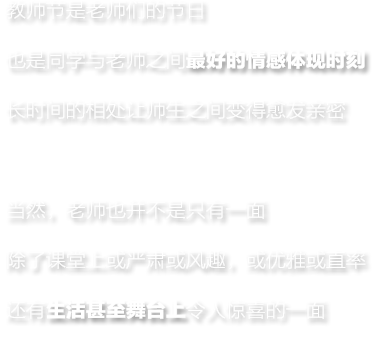 教师节是老师们的节日
也是同学与老师之间最好的情感体现时刻
长时间的相处让师生之间变得愈发亲密
当然，老师也并不是只有一面
除了课堂上或严肃或风趣，或优雅或直率
还有生活甚至舞台上令人惊喜的一面